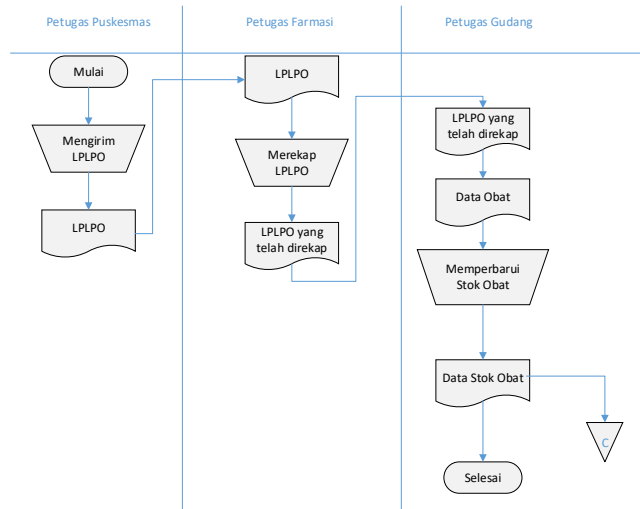 Petugas Puskesmas
Petugas Farmasi
Petugas Gudang
Mulai
Mengirim
LPLPO
LPLPO
LPLPO
Merekap
LPLPO
LPLPO yang
telah direkap
LPLPO yang
telah direkap
Data Obat
Memperbarui
Stok Obat
Data Stok Obat
C
Selesai